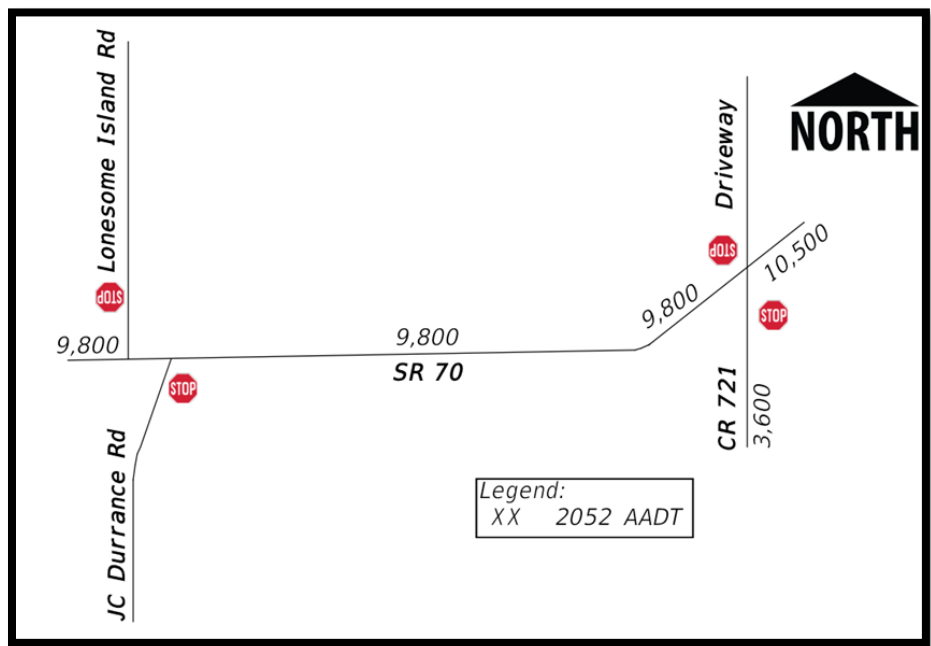 Lonesome Island Rd
Driveway
NORTH
STOP
10,500
STOP
9,800
STOP
9,800
9,800
SR 70
STOP
CR 721
3,600
JC Durrance Rd
Legend:
XX 2052 AADT